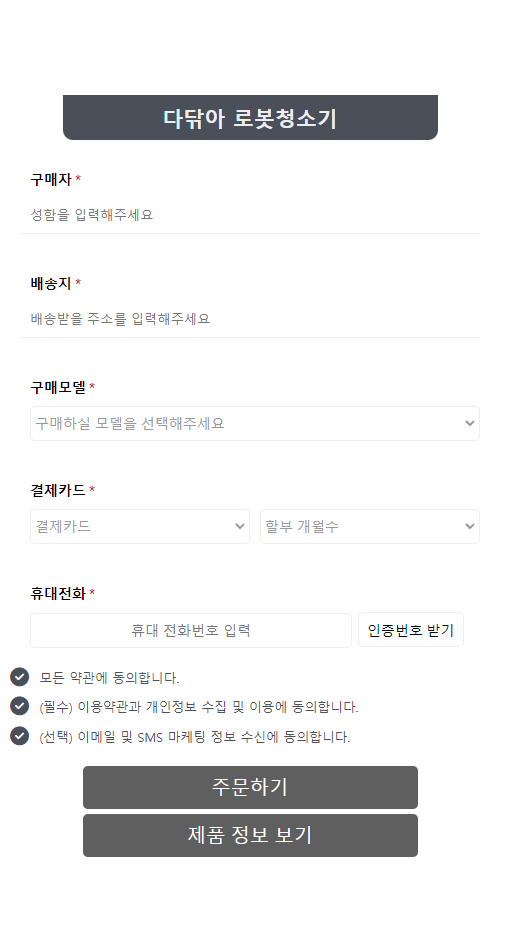 다닦아 로봇청소기
구매자 *
성함을 입력해주세요
배송지 *
배송받을 주소를 입력해주세요
구매모델 *
구매하실 모델을 선택해주세요
결제카드 *
결제카드 할부 개월수
휴대전화 *
휴대 전화번호 입력 인증번호 받기
모든 약관에 동의합니다.
(필수) 이용약관과 개인정보 수집 및 이용에 동의합니다.
(선택) 이메일 및 SMS 마케팅 정보 수신에 동의합니다.
주문하기
제품 정보 보기